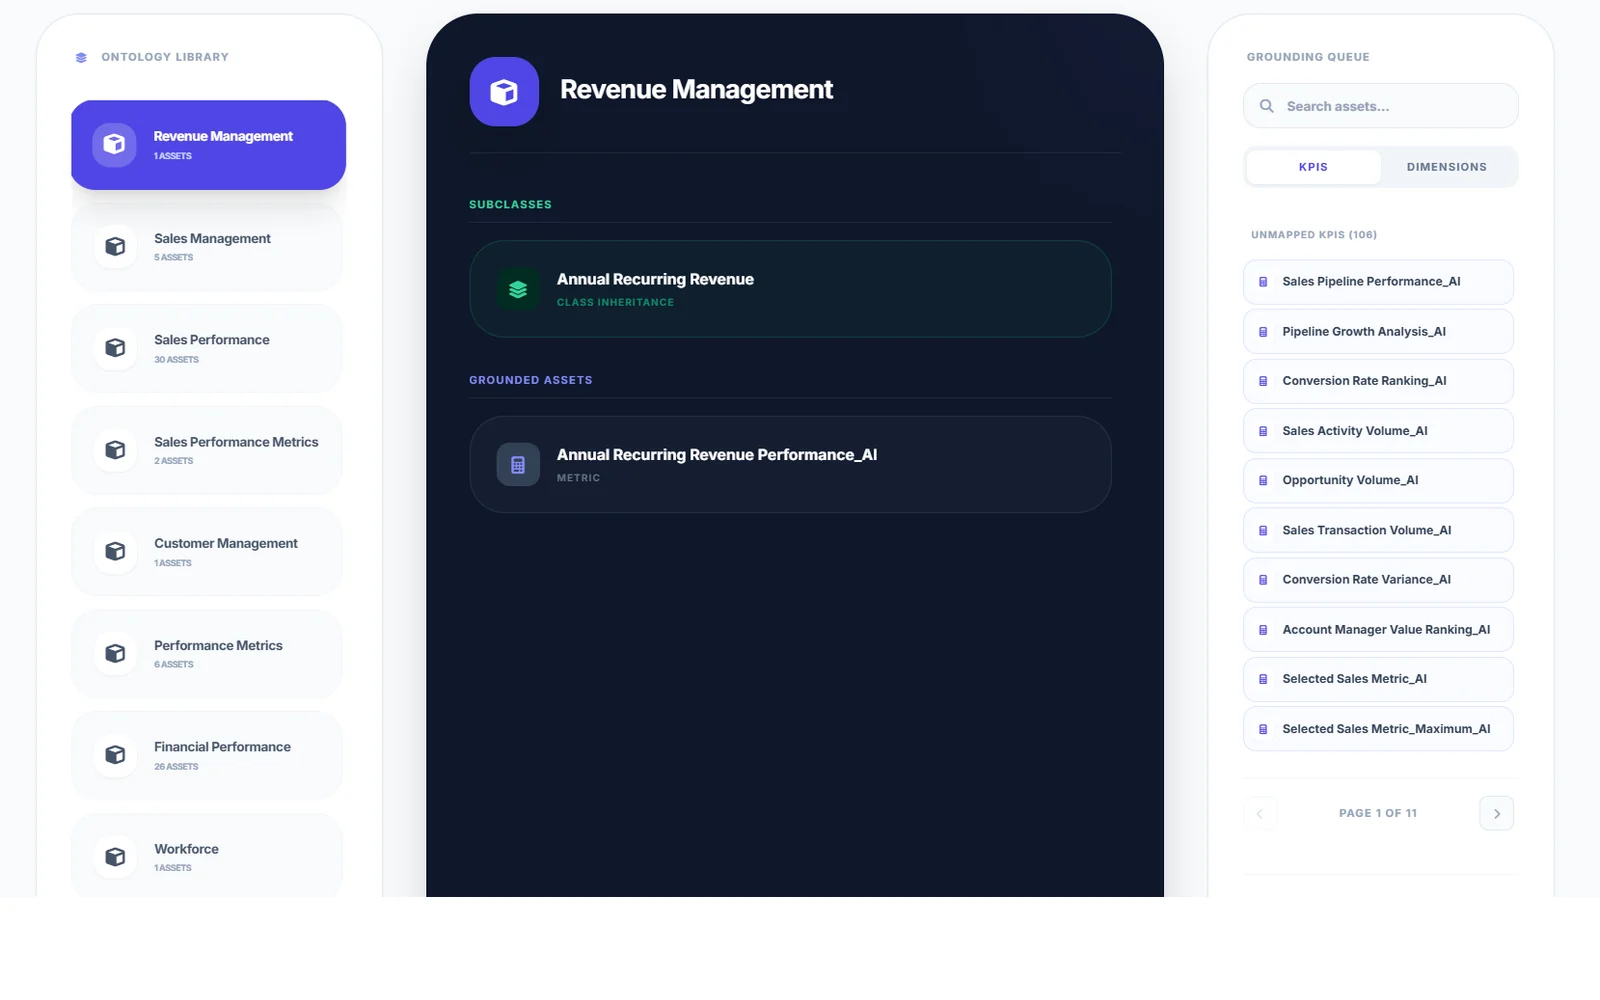 ONTOLOGY LIBRARY
Revenue Management
1 ASSETS
Sales Management
5 ASSETS
Sales Performance
30 ASSETS
Sales Performance Metrics
2 ASSETS
Customer Management
1 ASSETS
Performance Metrics
6 ASSETS
Financial Performance
26 ASSETS
Workforce
1 ASSETS
Revenue Management
SUBCLASSES
Annual Recurring Revenue
CLASS INHERITANCE
GROUNDED ASSETS
Annual Recurring Revenue Performance_AI
METRIC
GROUNDING QUEUE
Search assets...
KPIS
DIMENSIONS
UNMAPPED KPIS (106)
Sales Pipeline Performance_AI
Pipeline Growth Analysis_AI
Conversion Rate Ranking_AI
Sales Activity Volume_AI
Opportunity Volume_AI
Sales Transaction Volume_AI
Conversion Rate Variance_AI
Account Manager Value Ranking_AI
Selected Sales Metric_AI
Selected Sales Metric_Maximum_AI
PAGE 1 OF 11